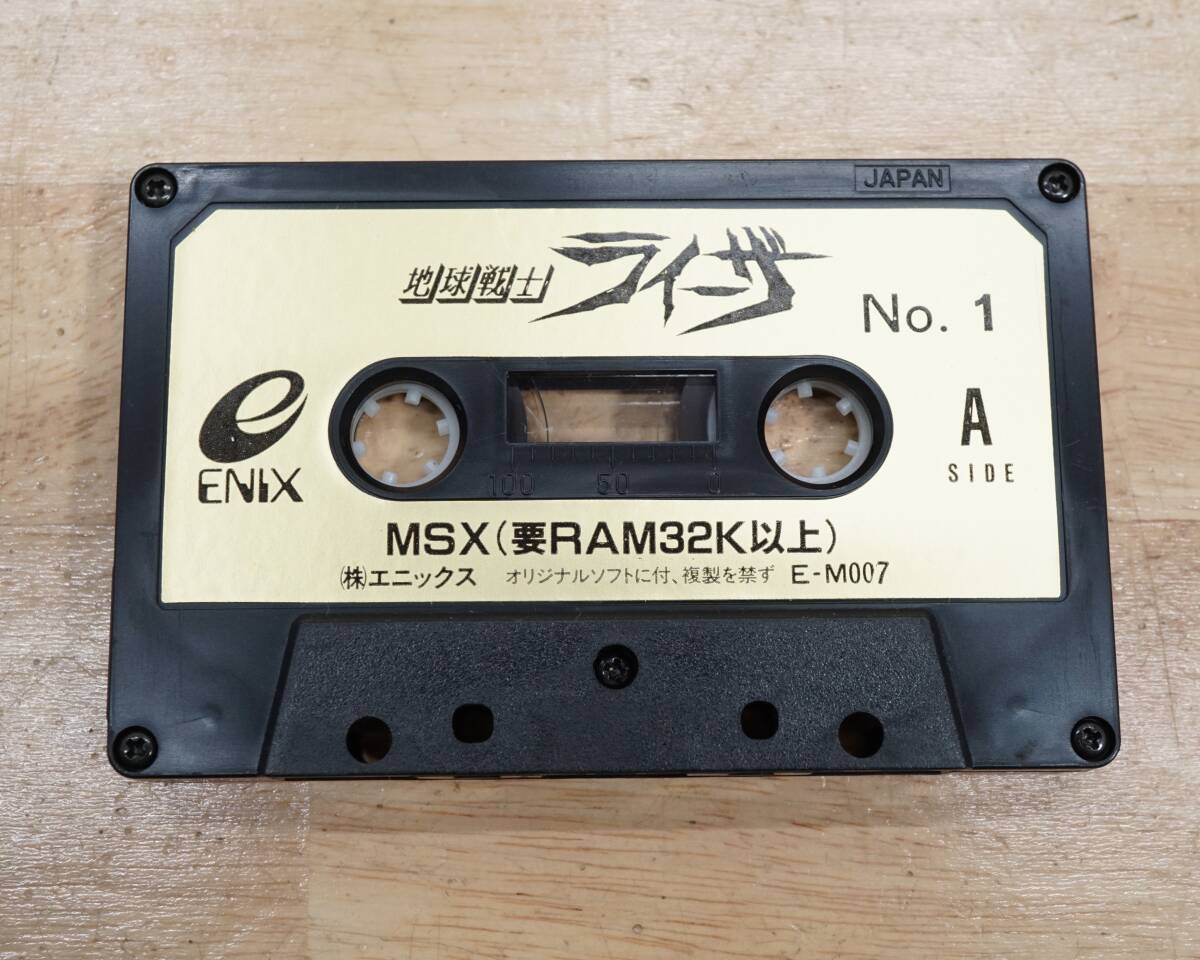 JAPAN
地球戦士 ライーザ
No. 1
e
ENIX
A
SIDE
100 50 0
MSX(要RAM32K以上)
(株)エニックス オリジナルソフトに付、複製を禁ず E-M007